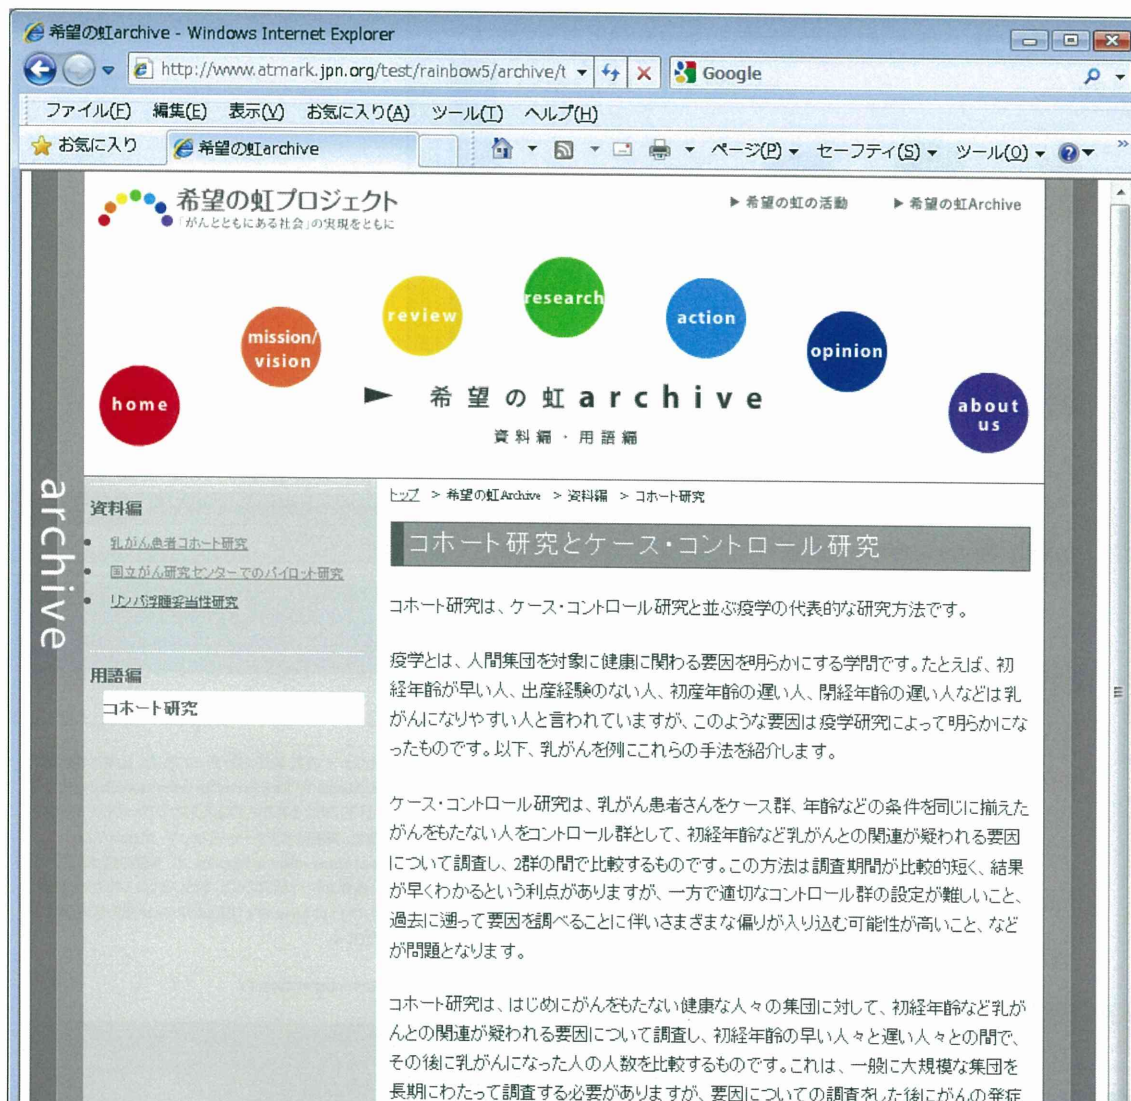 希望の虹archive - Windows Internet Explorer
http://www.atmark.jpn.org/test/rainbow5/archive/t
Google
ファイル(F) 編集(E) 表示(V) お気に入り(A) ツール(T) ヘルプ(H)
お気に入り
希望の虹archive
ページ(P) セーフティ(S) ツール(O)
希望の虹プロジェクト
「がんとともにある社会」の実現をともに
▶ 希望の虹の活動 ▶ 希望の虹Archive
home
mission/
vision
review
research
action
opinion
about
us
▶ 希望の虹archive
資料編・用語編
archive
資料編
• 乳がん患者コホート研究
• 国立がん研究センターでのパイロット研究
• リンパ浮腫妥当性研究
用語編
コホート研究
トップ > 希望の虹Archive > 資料編 > コホート研究
コホート研究とケース・コントロール研究
コホート研究は、ケース・コントロール研究と並ぶ疫学の代表的な研究方法です。
疫学とは、人間集団を対象に健康に関わる要因を明らかにする学問です。たとえば、初
経年齢が早い人、出産経験のない人、初産年齢の遅い人、閉経年齢の遅い人などは乳
がんになりやすい人と言われていますが、このような要因は疫学研究によって明らかにな
ったものです。以下、乳がんを例にこれらの手法を紹介します。
ケース・コントロール研究は、乳がん患者さんをケース群、年齢などの条件を同じに揃えた
がんをもたない人をコントロール群として、初経年齢など乳がんとの関連が疑われる要因
について調査し、2群の間で比較するものです。この方法は調査期間が比較的短く、結果
が早くわかるという利点がありますが、一方で適切なコントロール群の設定が難しいこと、
過去に遡って要因を調べることに伴いさまざまな偏りが入り込む可能性が高いこと、など
が問題となります。
コホート研究は、はじめにがんをもたない健康な人々の集団に対して、初経年齢など乳が
んとの関連が疑われる要因について調査し、初経年齢の早い人々と遅い人々との間で、
その後に乳がんになった人の人数を比較するものです。これは、一般に大規模な集団を
長期にわたって調査する必要がありますが、要因についての調査をした後にがんの発症